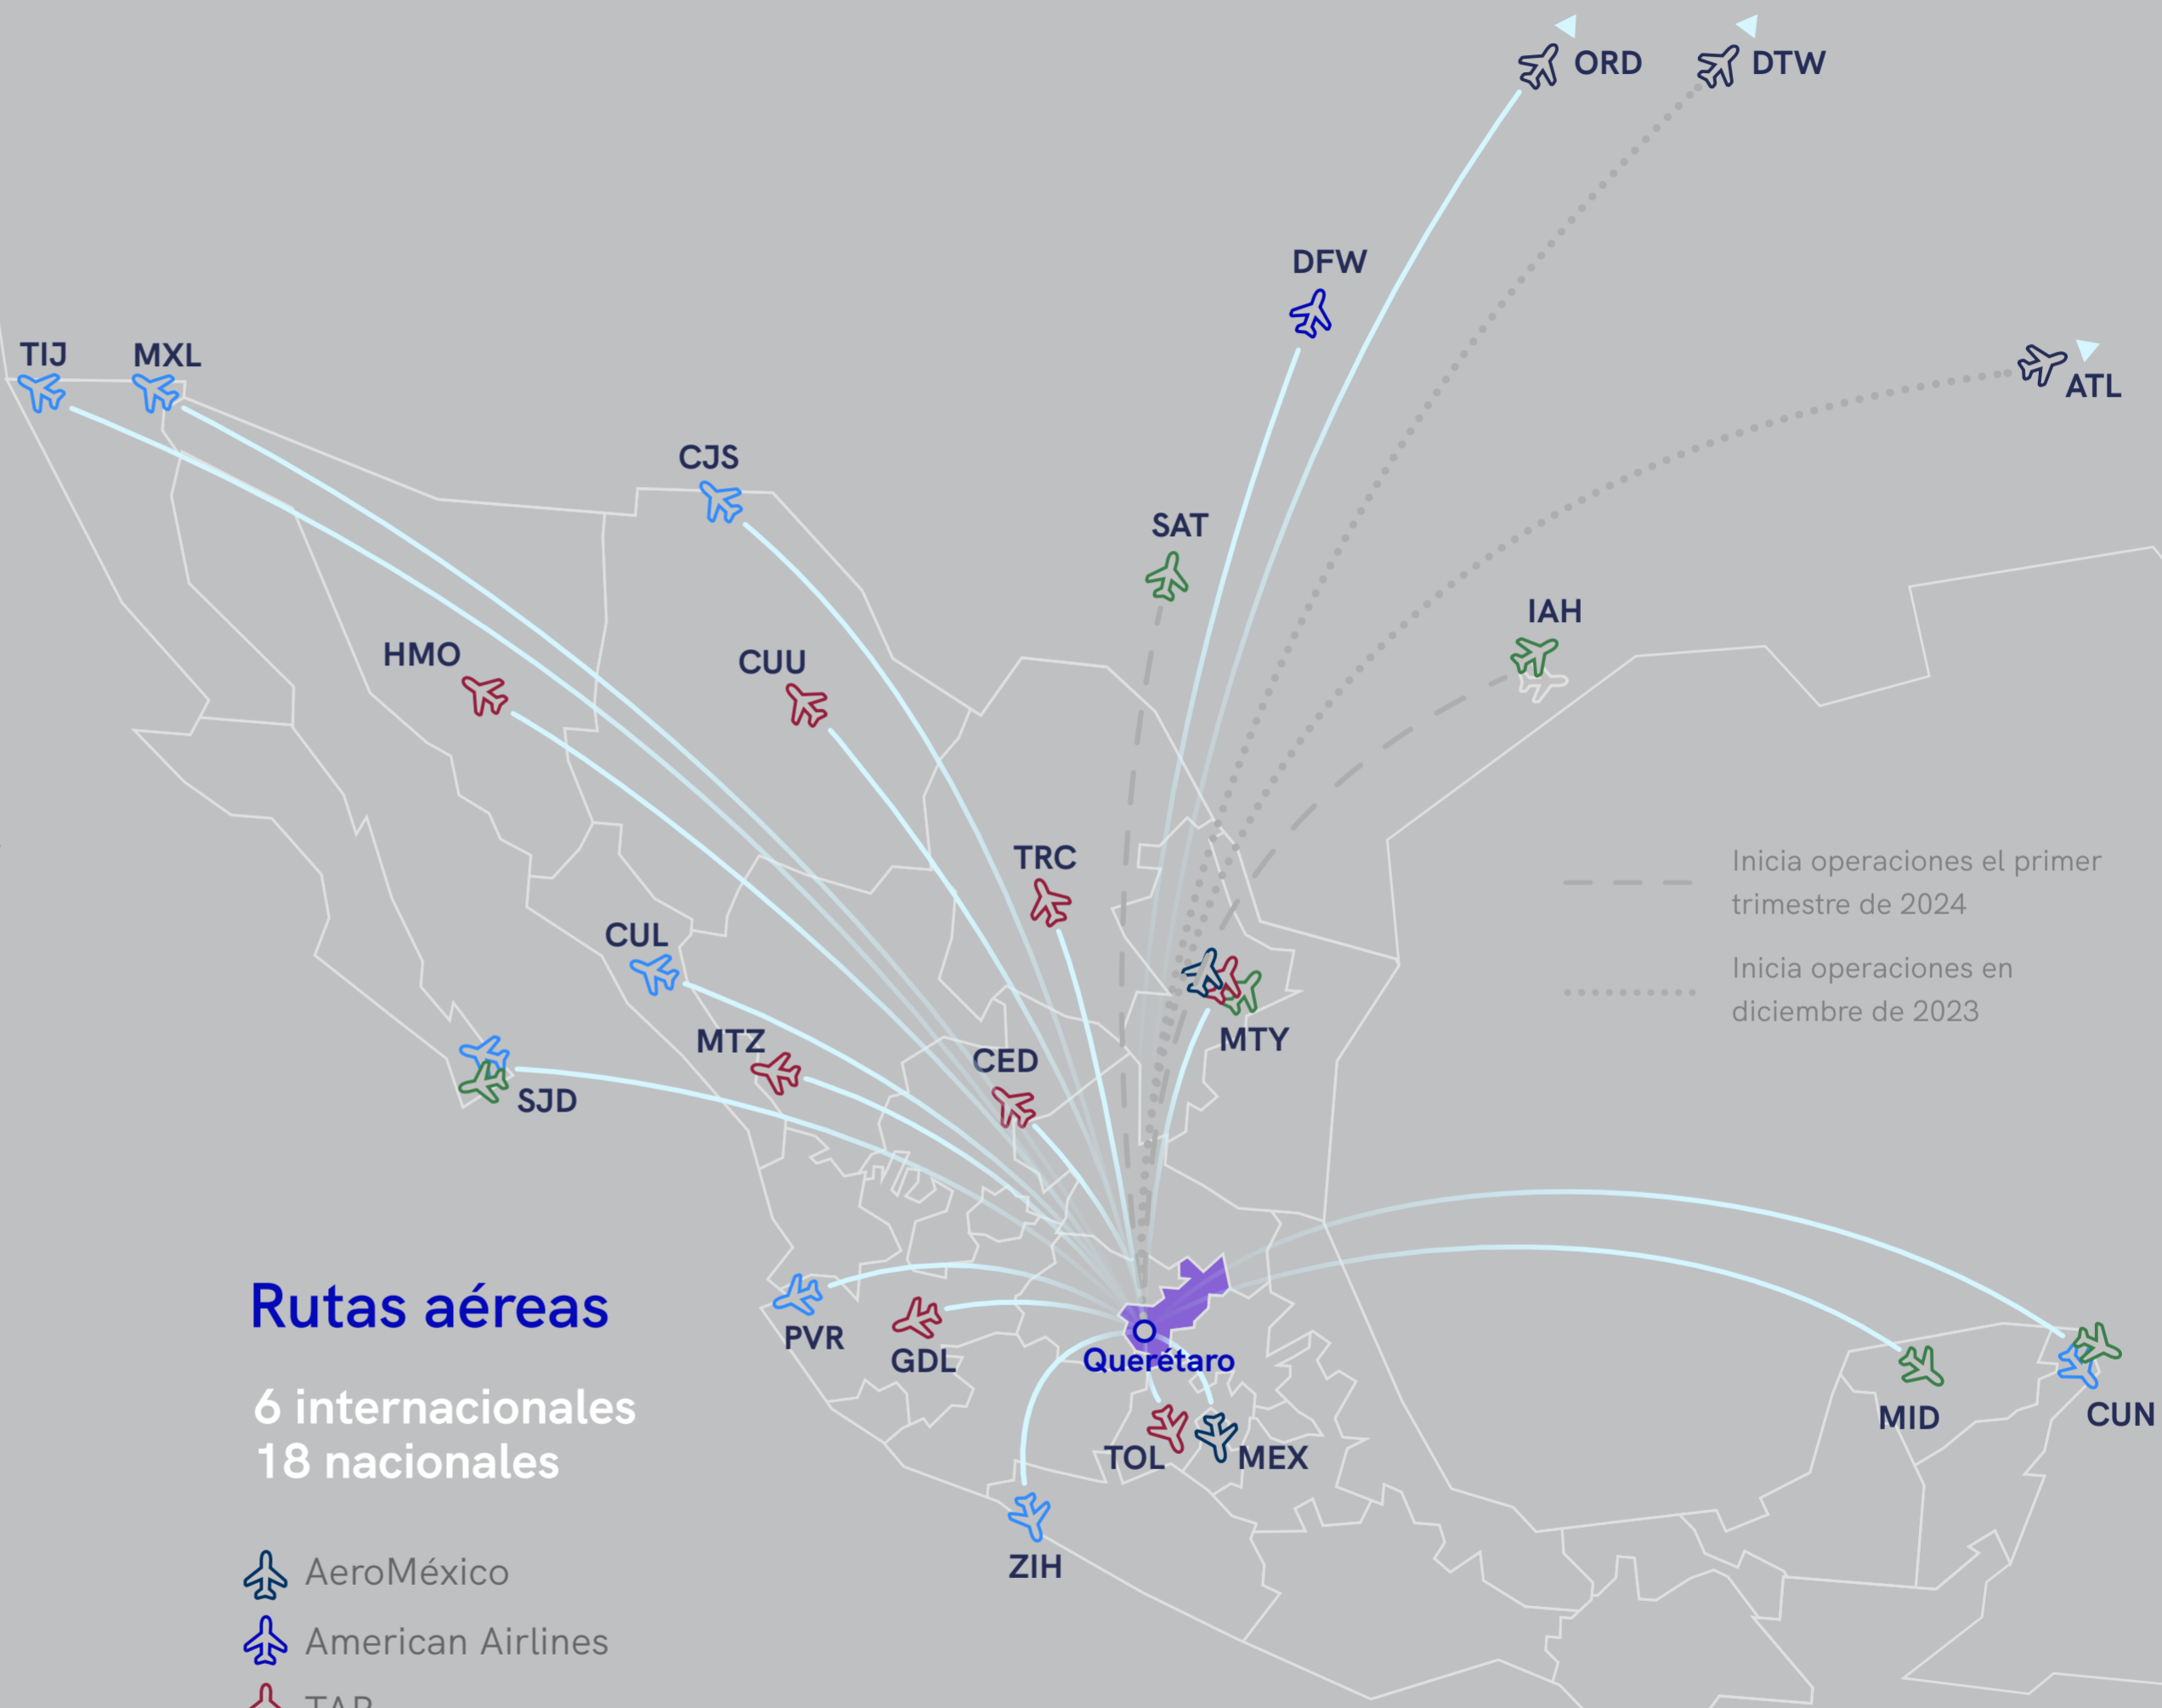 ORD
DTW
DFW
TIJ
MXL
ATL
CJS
SAT
IAH
HMO
CUU
Inicia operaciones el primer
trimestre de 2024
TRC
CUL
Inicia operaciones en
diciembre de 2023
MTZ
MTY
CED
SJD
Rutas aéreas
PVR
GDL
Querétaro
6 internacionales
18 nacionales
MID
CUN
TOL
MEX
ZIH
AeroMéxico
American Airlines
TAR